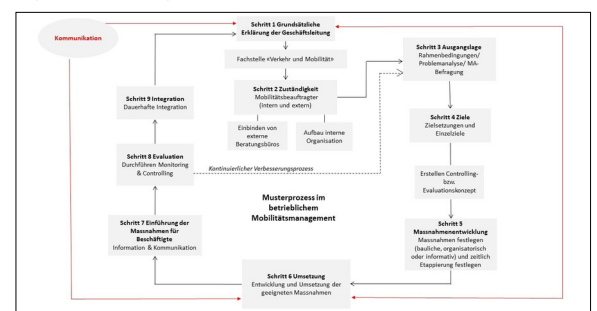 Kommunikation
Schritt 1 Grundsätzliche
Erklärung der Geschäftsleitung
Fachstelle «Verkehr und Mobilität»
Schritt 2 Zuständigkeit
Mobilitätsbeauftragter
(intern und extern)
Einbinden von
externe
Beratungsbüros
Aufbau interne
Organisation
Schritt 3 Ausgangslage
Rahmenbedingungen/
Problemanalyse/ MA-
Befragung
Schritt 4 Ziele
Zielsetzungen und
Einzelziele
Erstellen Controlling-
bzw.
Evaluationskonzept
Schritt 5
Massnahmenentwicklung
Massnahmen festlegen
(bauliche, organisatorisch
oder informativ) und zeitlich
Etappierung festlegen
Schritt 6 Umsetzung
Entwicklung und Umsetzung der
geeigneten Massnahmen
Schritt 7 Einführung der
Massnahmen für
Beschäftigte
Information & Kommunikation
Schritt 8 Evaluation
Durchführen Monitoring
& Controlling
Schritt 9 Integration
Dauerhafte Integration
Kontinuierlicher Verbesserungsprozess
Musterprozess im
betrieblichem
Mobilitätsmanagement